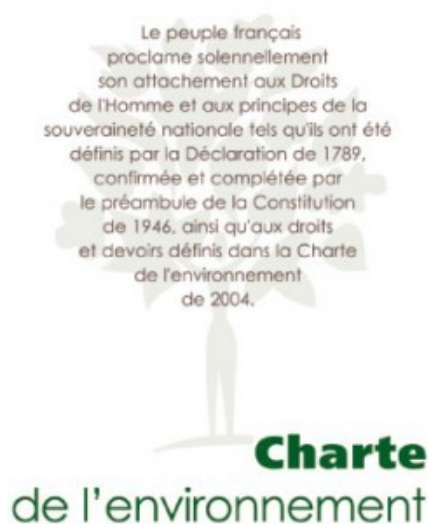 Le peuple français
proclame solennellement
son attachement aux Droits
de l'Homme et aux principes de la
souveraineté nationale tels qu'ils ont été
définis par la Déclaration de 1789,
confirmée et complétée par
le préambule de la Constitution
de 1946, ainsi qu'aux droits
et devoirs définis dans la Charte
de l'environnement
de 2004.
Charte
de l'environnement